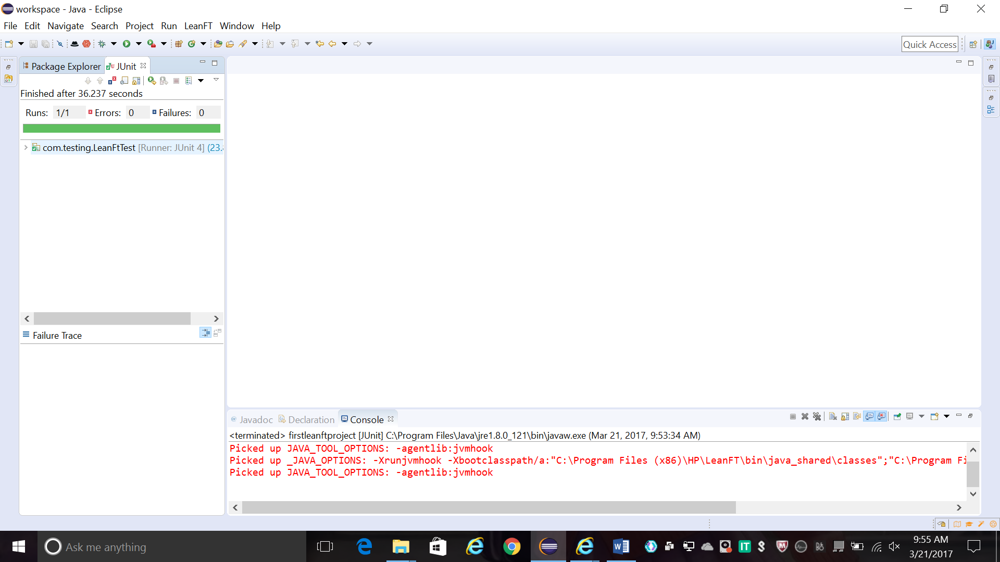 workspace - Java - Eclipse
File Edit Navigate Search Project Run LeanFT Window Help
Quick Access
Package Explorer JUnit
Finished after 36.237 seconds
Runs: 1/1 Errors: 0 Failures: 0
com.testing.LeanFtTest [Runner: JUnit 4] (23.
Failure Trace
@ Javadoc Declaration Console
<terminated> firstleanftproject [JUnit] C:\Program Files\Java\jre1.8.0_121\bin\javaw.exe (Mar 21, 2017, 9:53:34 AM)
Picked up JAVA_TOOL_OPTIONS: -agentlib:jvmhook
Picked up _JAVA_OPTIONS: -Xrunjvmhook -Xbootclasspath/a:"C:\Program Files (x86)\HP\LeanFT\bin\java_shared\classes";"C:\Program Fi
Picked up JAVA_TOOL_OPTIONS: -agentlib:jvmhook
Ask me anything
IT
9:55 AM
3/21/2017